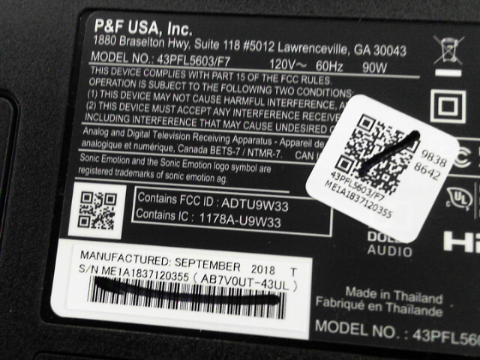 P&F USA, Inc.
1880 Braselton Hwy, Suite 118 #5012 Lawrenceville, GA 30043
MODEL NO.: 43PFL5603/F7 120V~ 60Hz 90W
THIS DEVICE COMPLIES WITH PART 15 OF THE FCC RULES.
OPERATION IS SUBJECT TO THE FOLLOWING TWO CONDITIONS:
(1) THIS DEVICE MAY NOT CAUSE HARMFUL INTERFERENCE, AND
(2) THIS DEVICE MUST ACCEPT ANY INTERFERENCE RECEIV
INCLUDING INTERFERENCE THAT MAY CAUSE UNDESIRED O
Analog and Digital Television Receiving Apparatus - Appareil de
analogique et numérique, Canada BETS-7 / NTMR-7. CAN I
Sonic Emotion and the Sonic Emotion logo symbol are
registered trademarks of sonic emotion ag.
9838
8642
43PFL5603/F7
ME1A1837120355
Contains FCC ID : ADTU9W33
Contains IC : 1178A-U9W33
UL
DOL
AUDIO
HI
MANUFACTURED: SEPTEMBER 2018 T
S/N ME1A1837120355 ( AB7V0UT-43UL )
Made in Thailand
Fabriqué en Thaïlande
MODEL NO.: 43PFL560